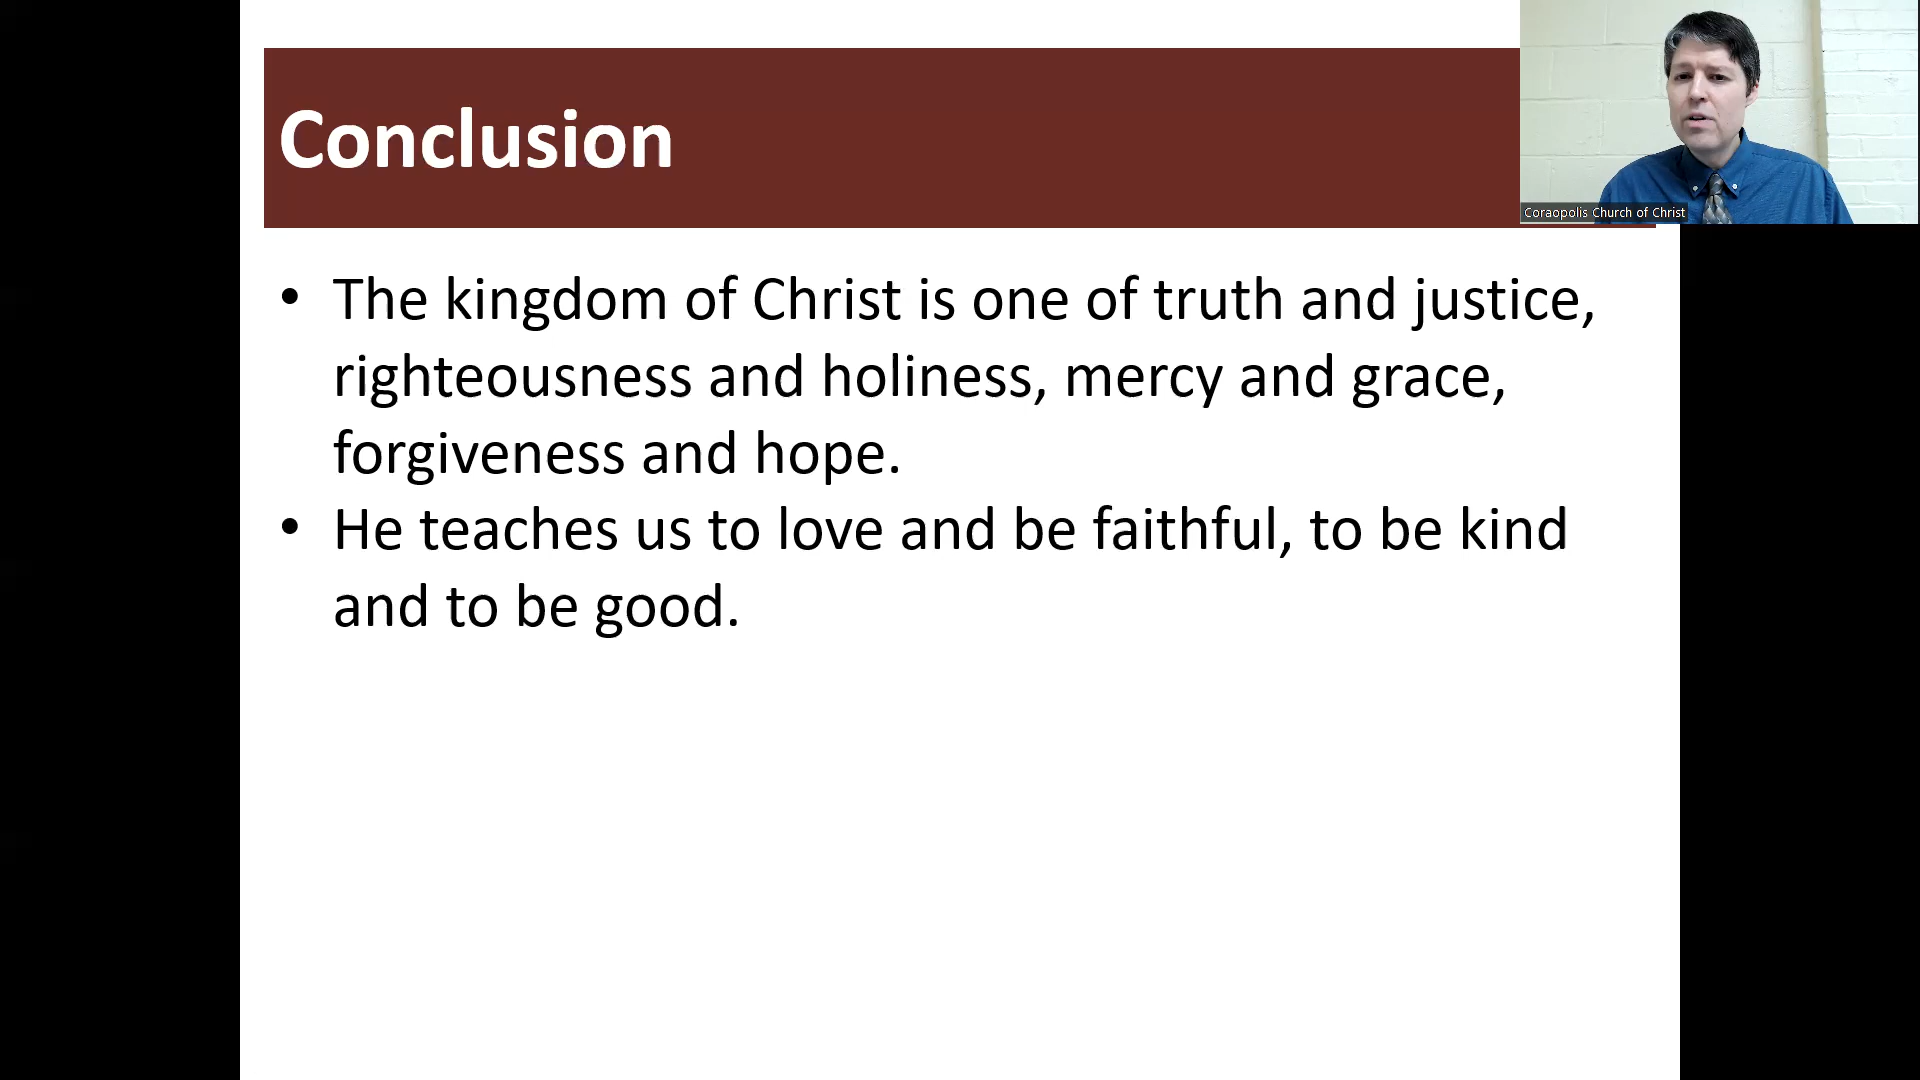 Conclusion
Coraopolis Church of Christ
• The kingdom of Christ is one of truth and justice,
righteousness and holiness, mercy and grace,
forgiveness and hope.
• He teaches us to love and be faithful, to be kind
and to be good.